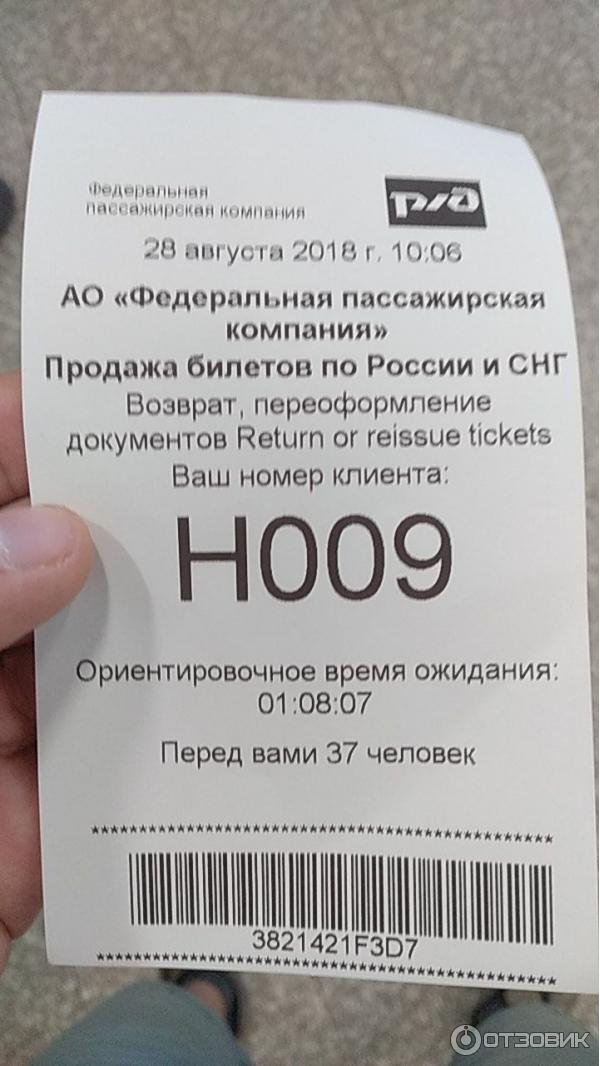 Федеральная
пассажирская компания
РЖД
28 августа 2018 г. 10:06
АО «Федеральная пассажирская
компания»
Продажа билетов по России и СНГ
Возврат, переоформление
документов Return or reissue tickets
Ваш номер клиента:
Н009
Ориентировочное время ожидания:
01:08:07
Перед вами 37 человек
************************************************
3821421F3D7
************************************************
ОТЗОВИК